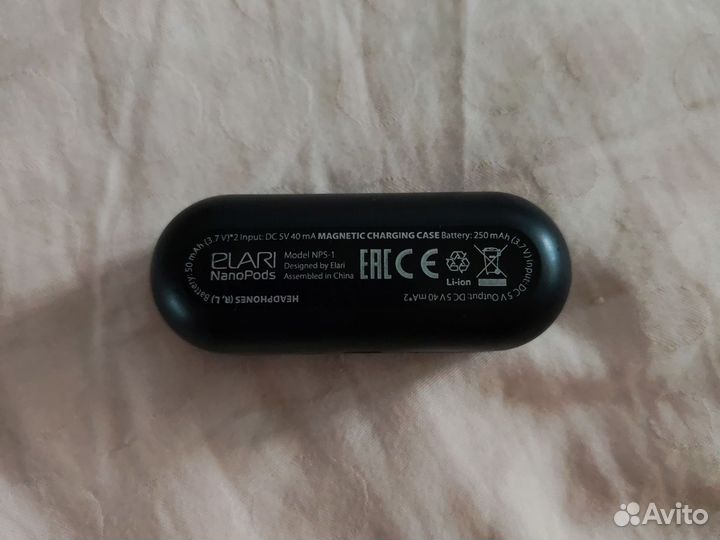 HEADPHONES (R, L) Battery: 50 mAh (3.7 V)*2 Input: DC 5V 40 mA MAGNETIC CHARGING CASE Battery: 250 mAh (3.7V) Input: DC 5 V Output: DC 5V 40 mA*2
ELARI
NanoPods
Model NPS-1
Designed by Elari
Assembled in China
EAC CE
Li-ion
Avito